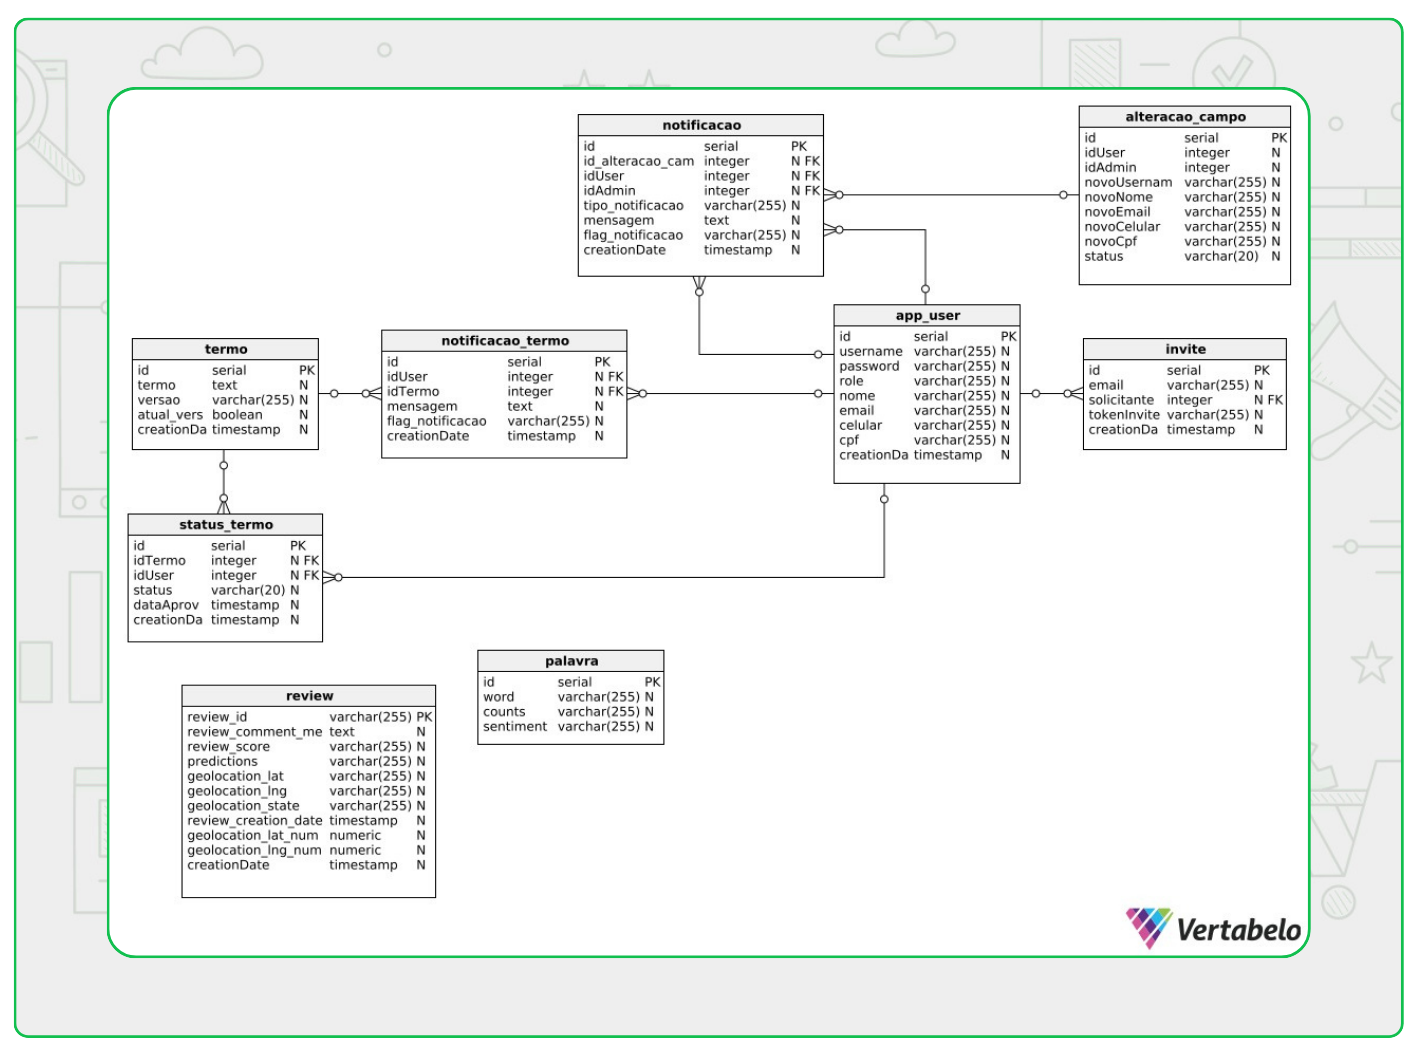 notificacao
id serial PK
id_alteracao_cam integer N FK
idUser integer N FK
idAdmin integer N FK
tipo_notificacao varchar(255) N
mensagem text N
flag_notificacao varchar(255) N
creationDate timestamp N
alteracao_campo
id serial PK
idUser integer N
idAdmin integer N
novoUsernam varchar(255) N
novoNome varchar(255) N
novoEmail varchar(255) N
novoCelular varchar(255) N
novoCpf varchar(255) N
status varchar(20) N
termo
id serial PK
termo text N
versao varchar(255) N
atual_vers boolean N
creationDa timestamp N
notificacao_termo
id serial PK
idUser integer N FK
idTermo integer N FK
mensagem text N
flag_notificacao varchar(255) N
creationDate timestamp N
app_user
id serial PK
username varchar(255) N
password varchar(255) N
role varchar(255) N
nome varchar(255) N
email varchar(255) N
celular varchar(255) N
cpf varchar(255) N
creationDa timestamp N
invite
id serial PK
email varchar(255) N
solicitante integer N FK
tokenInvite varchar(255) N
creationDa timestamp N
status_termo
id serial PK
idTermo integer N FK
idUser integer N FK
status varchar(20) N
dataAprov timestamp N
creationDa timestamp N
palavra
id serial PK
word varchar(255) N
counts varchar(255) N
sentiment varchar(255) N
review
review_id varchar(255) PK
review_comment_me text N
review_score varchar(255) N
predictions varchar(255) N
geolocation_lat varchar(255) N
geolocation_lng varchar(255) N
geolocation_state varchar(255) N
review_creation_date timestamp N
geolocation_lat_num numeric N
geolocation_lng_num numeric N
creationDate timestamp N
Vertabelo